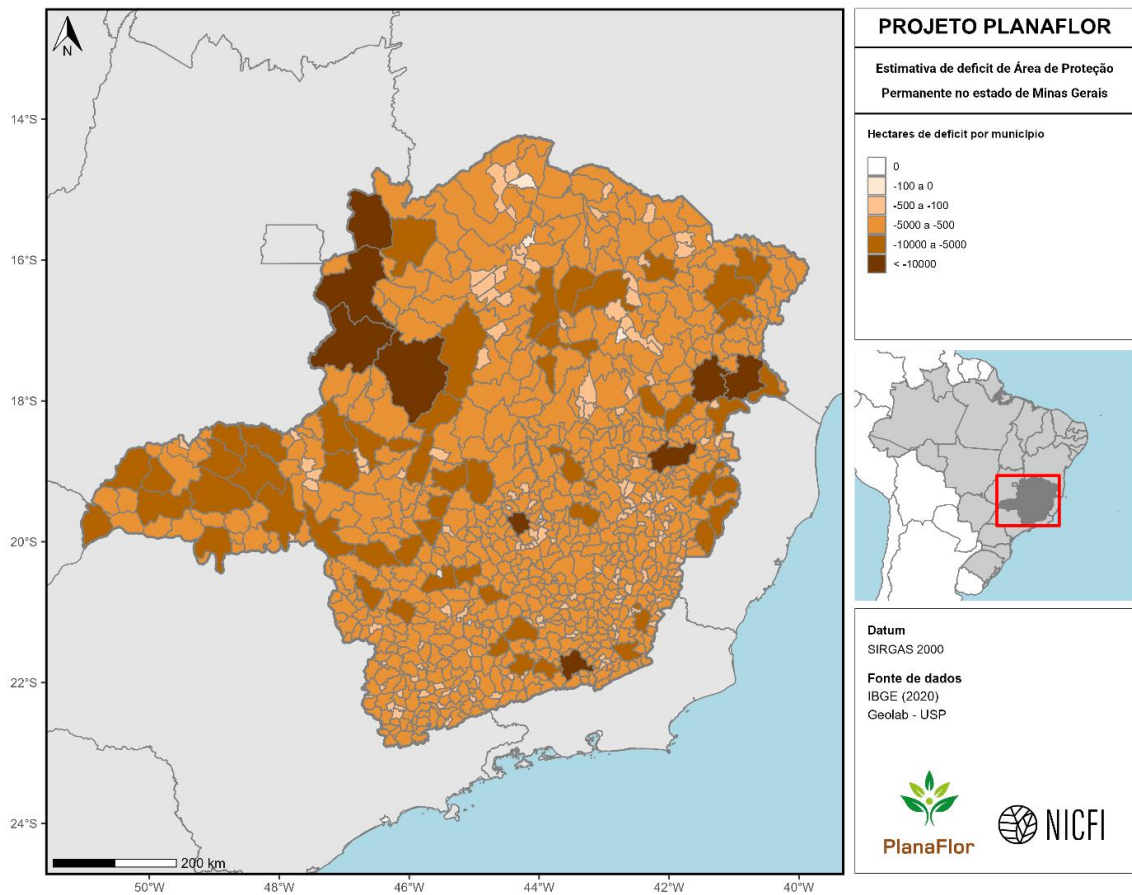 N
14°S
16°S
18°S
20°S
22°S
24°S
200 km
50°W
48°W
46°W
44°W
42°W
40°W
PROJETO PLANAFLOR
Estimativa de deficit de Área de Proteção
Permanente no estado de Minas Gerais
Hectares de deficit por município
0
-100 a 0
-500 a -100
-5000 a -500
-10000 a -5000
< -10000
Datum
SIRGAS 2000
Fonte de dados
IBGE (2020)
Geolab - USP
PlanaFlor
NICFI